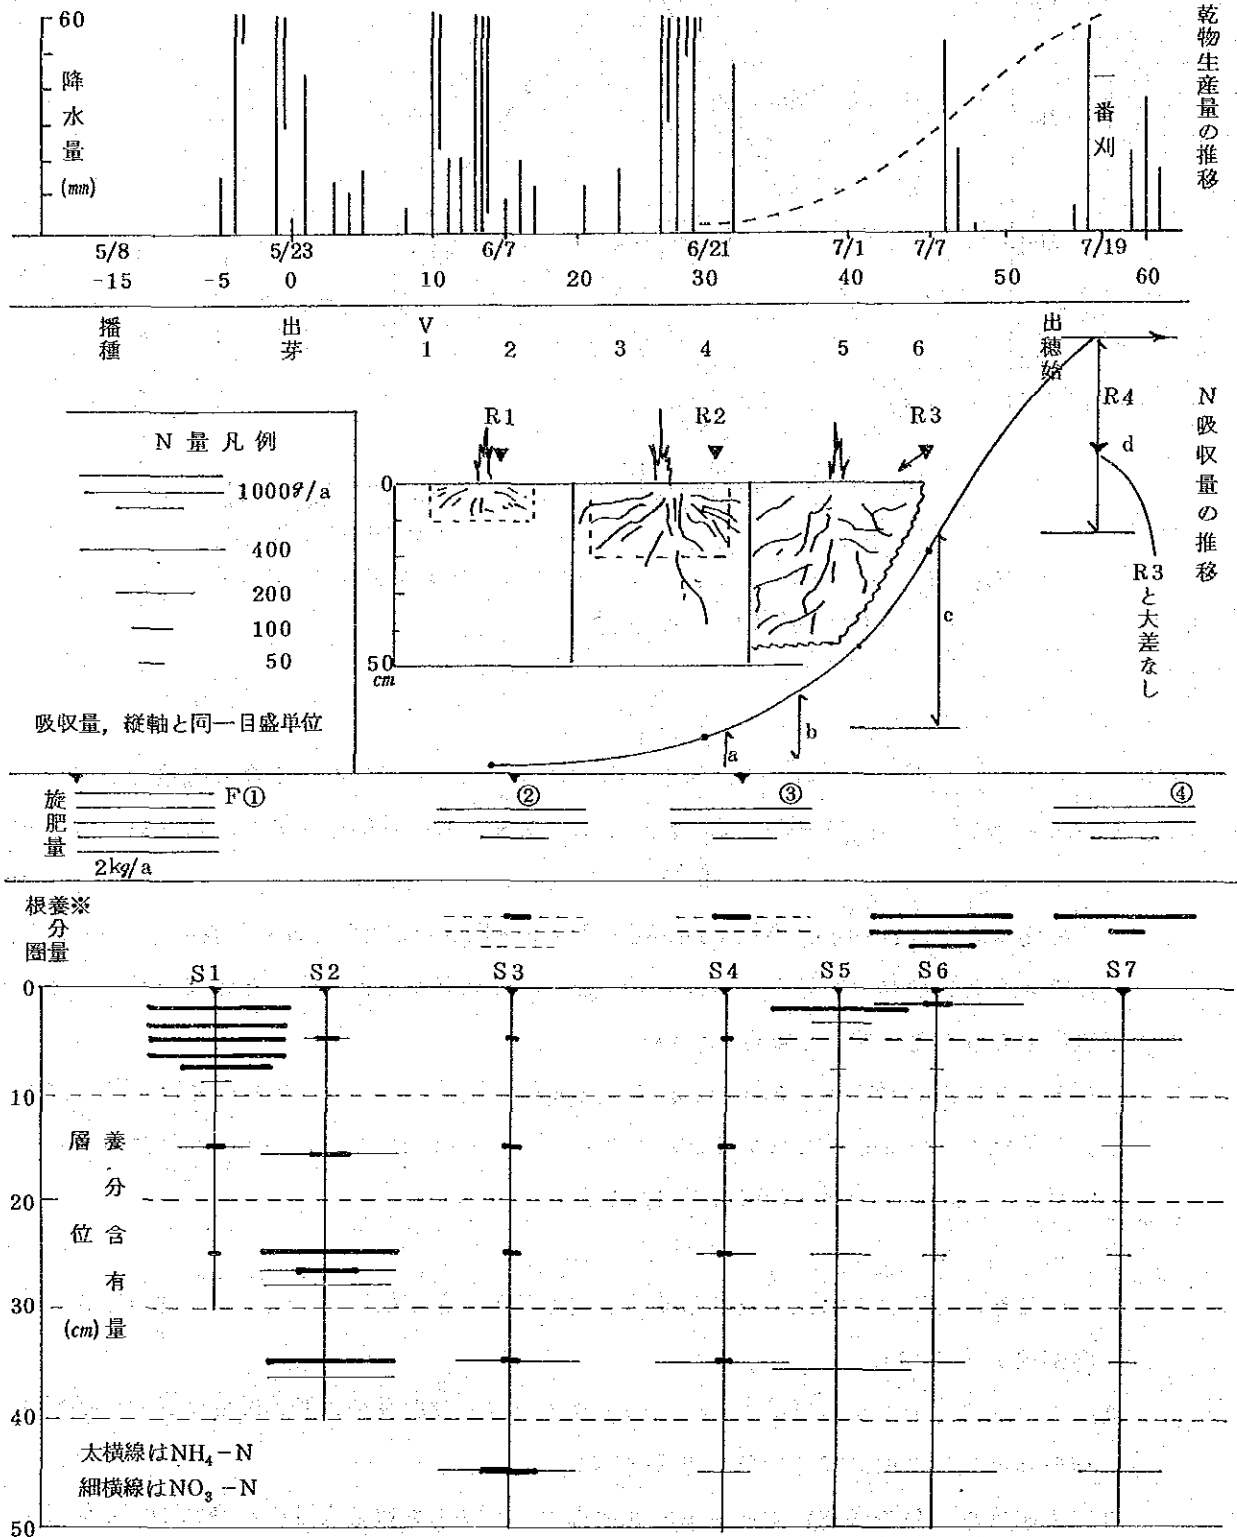 60
降水量
(mm)
乾物生産量の推移
一番刈
5/8 5/23 6/7 6/21 7/1 7/7 7/19
-15 -5 0 10 20 30 40 50 60
播種 出芽 V 出穂始
1 2 3 4 5 6
N吸収量の推移
N量凡例
1000g/a
400
200
100
50
吸収量，縦軸と同一目盛単位
R1 R2 R3 R4
0
50
cm
a b c d
R3と大差なし
旋肥量
F① ② ③ ④
2kg/a
根養※
分
圏量
S1 S2 S3 S4 S5 S6 S7
0
10
20
30
40
50
層位(cm)
養分含有量
太横線はNH₄-N
細横線はNO₃-N